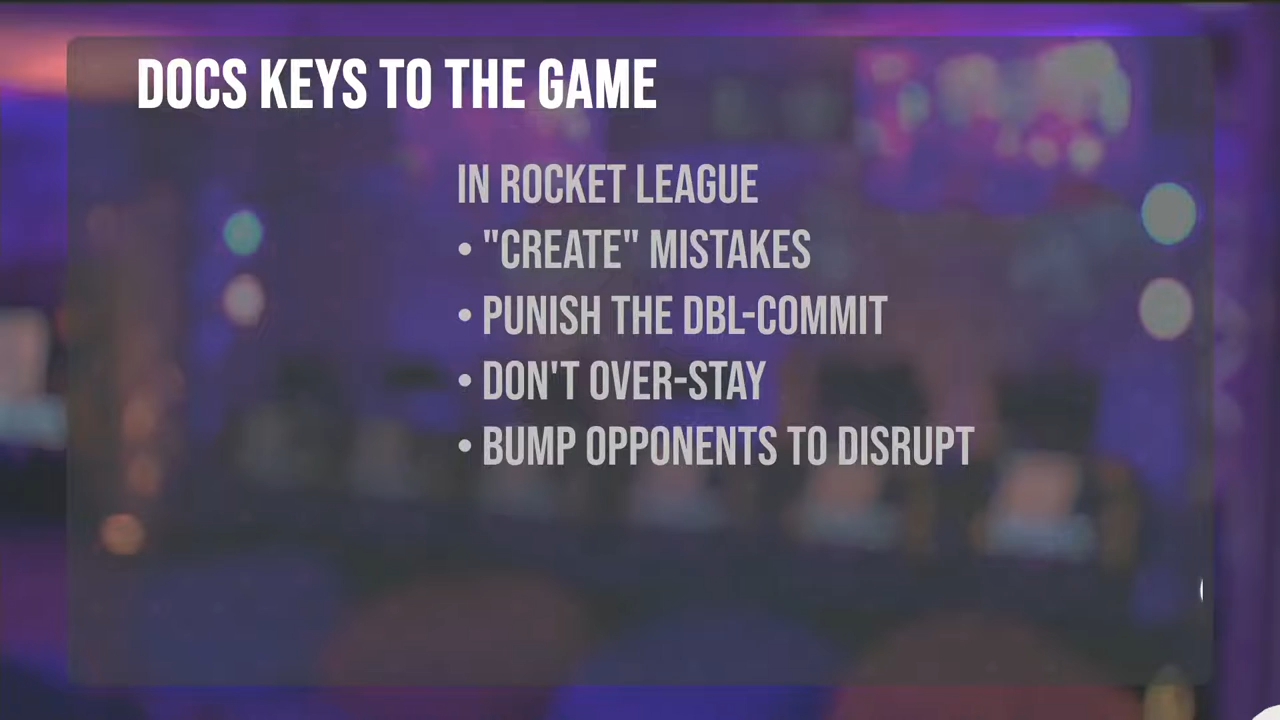 DOCS KEYS TO THE GAME
IN ROCKET LEAGUE
• "CREATE" MISTAKES
• PUNISH THE DBL-COMMIT
• DON'T OVER-STAY
• BUMP OPPONENTS TO DISRUPT